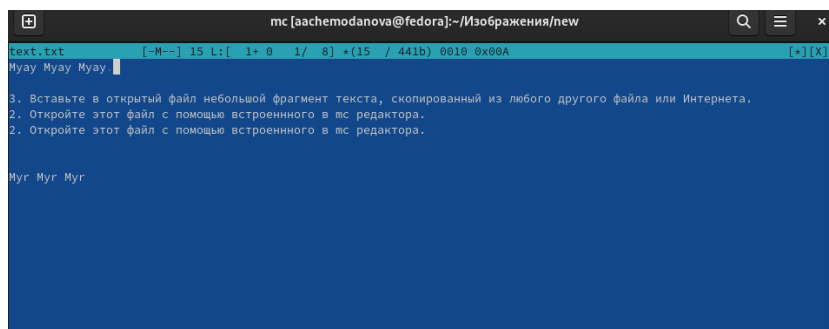 mc [aachemodanova@fedora]:~/Изображения/new
text.txt [-M--] 15 L:[ 1+ 0 1/ 8] *(15 / 441b) 0010 0x00A [*][X]
Myay Myay Myay.
3. Вставьте в открытый файл небольшой фрагмент текста, скопированный из любого другого файла или Интернета.
2. Откройте этот файл с помощью встроеннного в mc редактора.
2. Откройте этот файл с помощью встроеннного в mc редактора.
Myr Myr Myr